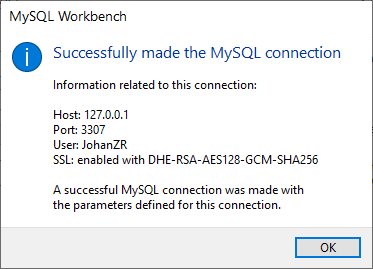 MySQL Workbench
Successfully made the MySQL connection
Information related to this connection:
Host: 127.0.0.1
Port: 3307
User: JohanZR
SSL: enabled with DHE-RSA-AES128-GCM-SHA256
A successful MySQL connection was made with
the parameters defined for this connection.
OK